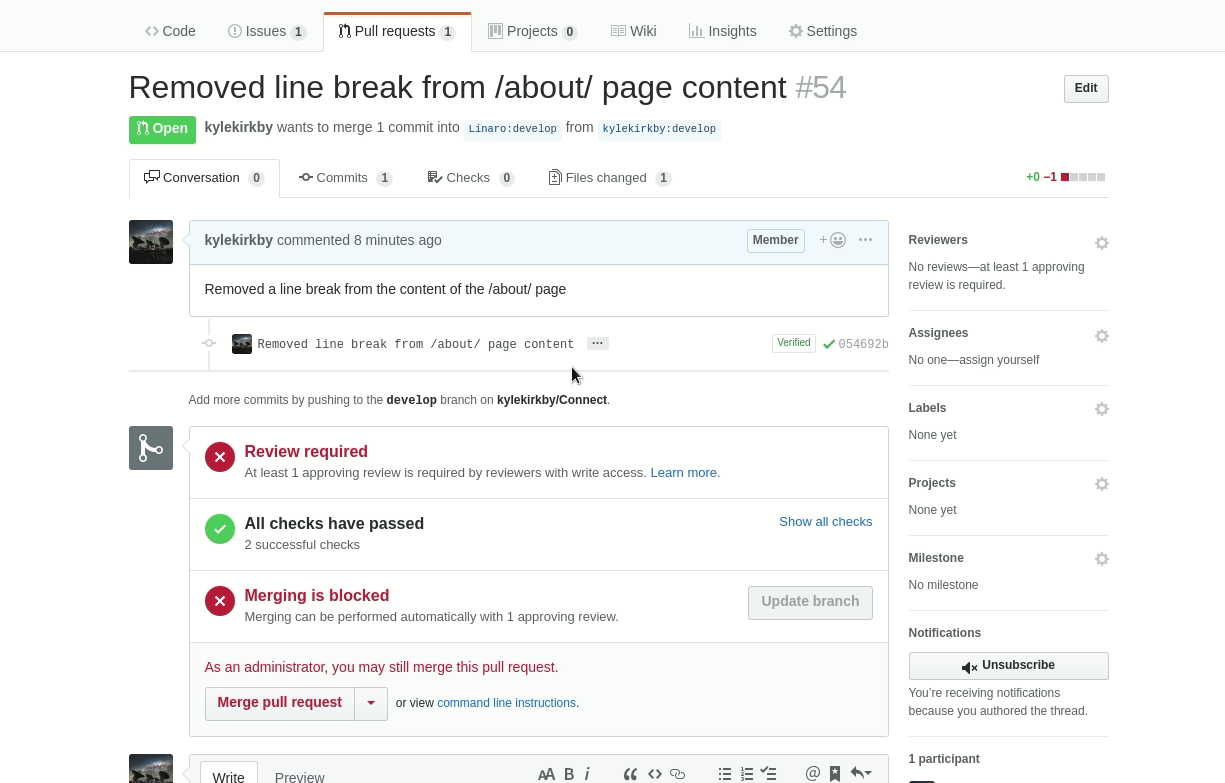 Code Issues 1 Pull requests 1 Projects 0 Wiki Insights Settings
Removed line break from /about/ page content #54
Edit
Open kylekirkby wants to merge 1 commit into Linaro:develop from kylekirkby:develop
Conversation 0 Commits 1 Checks 0 Files changed 1 +0 −1
kylekirkby commented 8 minutes ago Member
Removed a line break from the content of the /about/ page
Removed line break from /about/ page content ... Verified 054692b
Add more commits by pushing to the develop branch on kylekirkby/Connect.
Review required
At least 1 approving review is required by reviewers with write access. Learn more.
All checks have passed
Show all checks
2 successful checks
Merging is blocked
Update branch
Merging can be performed automatically with 1 approving review.
As an administrator, you may still merge this pull request.
Merge pull request or view command line instructions.
Write Preview
AA B i
Reviewers
No reviews—at least 1 approving
review is required.
Assignees
No one—assign yourself
Labels
None yet
Projects
None yet
Milestone
No milestone
Notifications
Unsubscribe
You’re receiving notifications
because you authored the thread.
1 participant